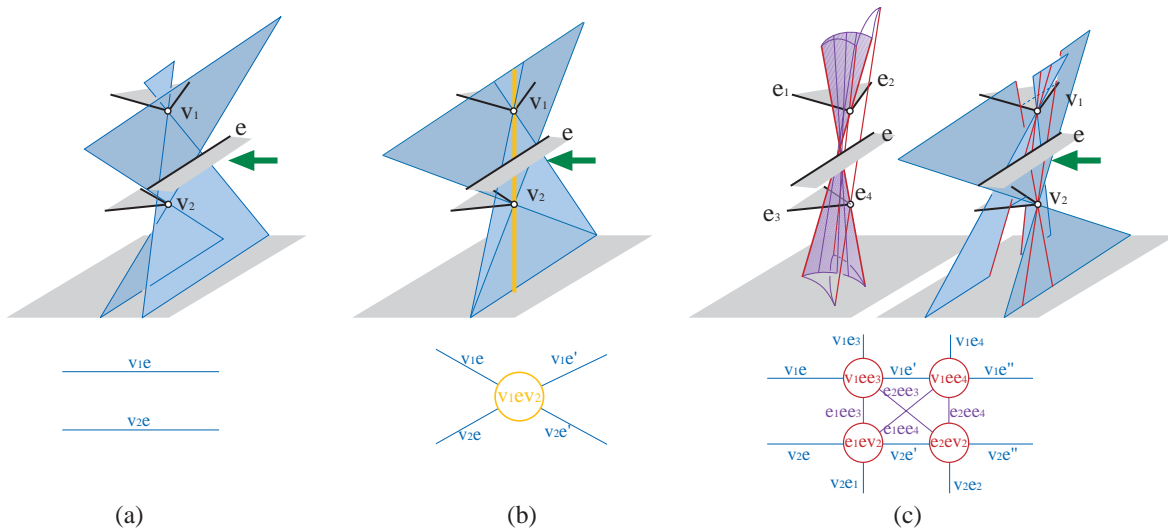 v1
e
v2
v1e
v2e
(a)
v1
e
v2
v1e
v1e'
v1ev2
v2e
v2e'
(b)
e1
e2
e
e3
e4
v1
e
v2
v1e3
v1e4
v1e
v1ee3
v1e'
v1ee4
v1e"
e2ee3
e1ee3
e2ee4
e1ee4
v2e
e1ev2
v2e'
e2ev2
v2e"
v2e1
v2e2
(c)